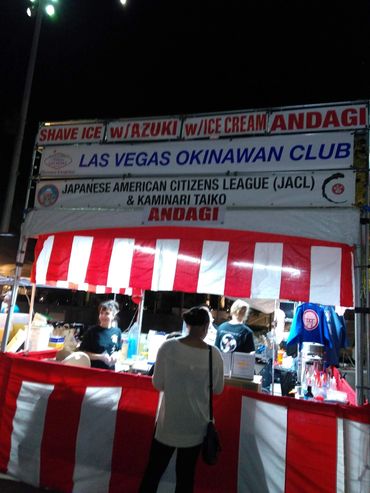 SHAVE ICE w/AZUKI w/ICE CREAM ANDAGI
LAS VEGAS OKINAWAN CLUB
JAPANESE AMERICAN CITIZENS LEAGUE (JACL)
& KAMINARI TAIKO
ANDAGI